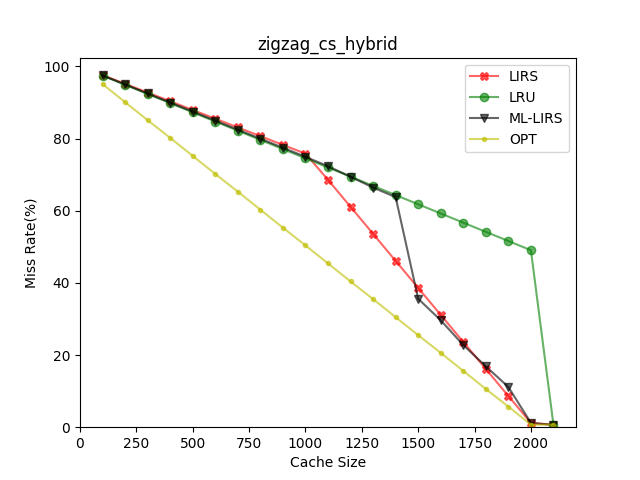 zigzag_cs_hybrid
100
80
60
40
20
0
Miss Rate(%)
LIRS
LRU
ML-LIRS
OPT
0 250 500 750 1000 1250 1500 1750 2000
Cache Size